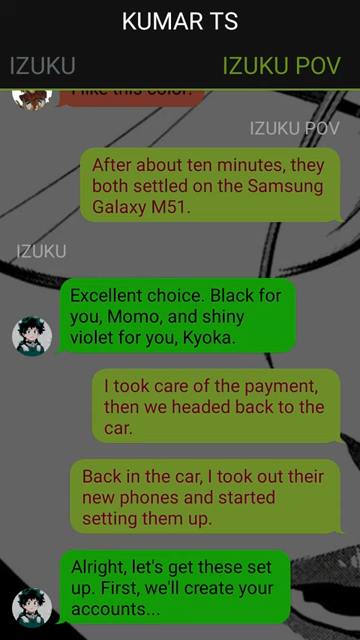 KUMAR TS
IZUKU
IZUKU POV
I like this color!
IZUKU POV
After about ten minutes, they
both settled on the Samsung
Galaxy M51.
IZUKU
Excellent choice. Black for
you, Momo, and shiny
violet for you, Kyoka.
I took care of the payment,
then we headed back to the
car.
Back in the car, I took out their
new phones and started
setting them up.
Alright, let's get these set
up. First, we'll create your
accounts...